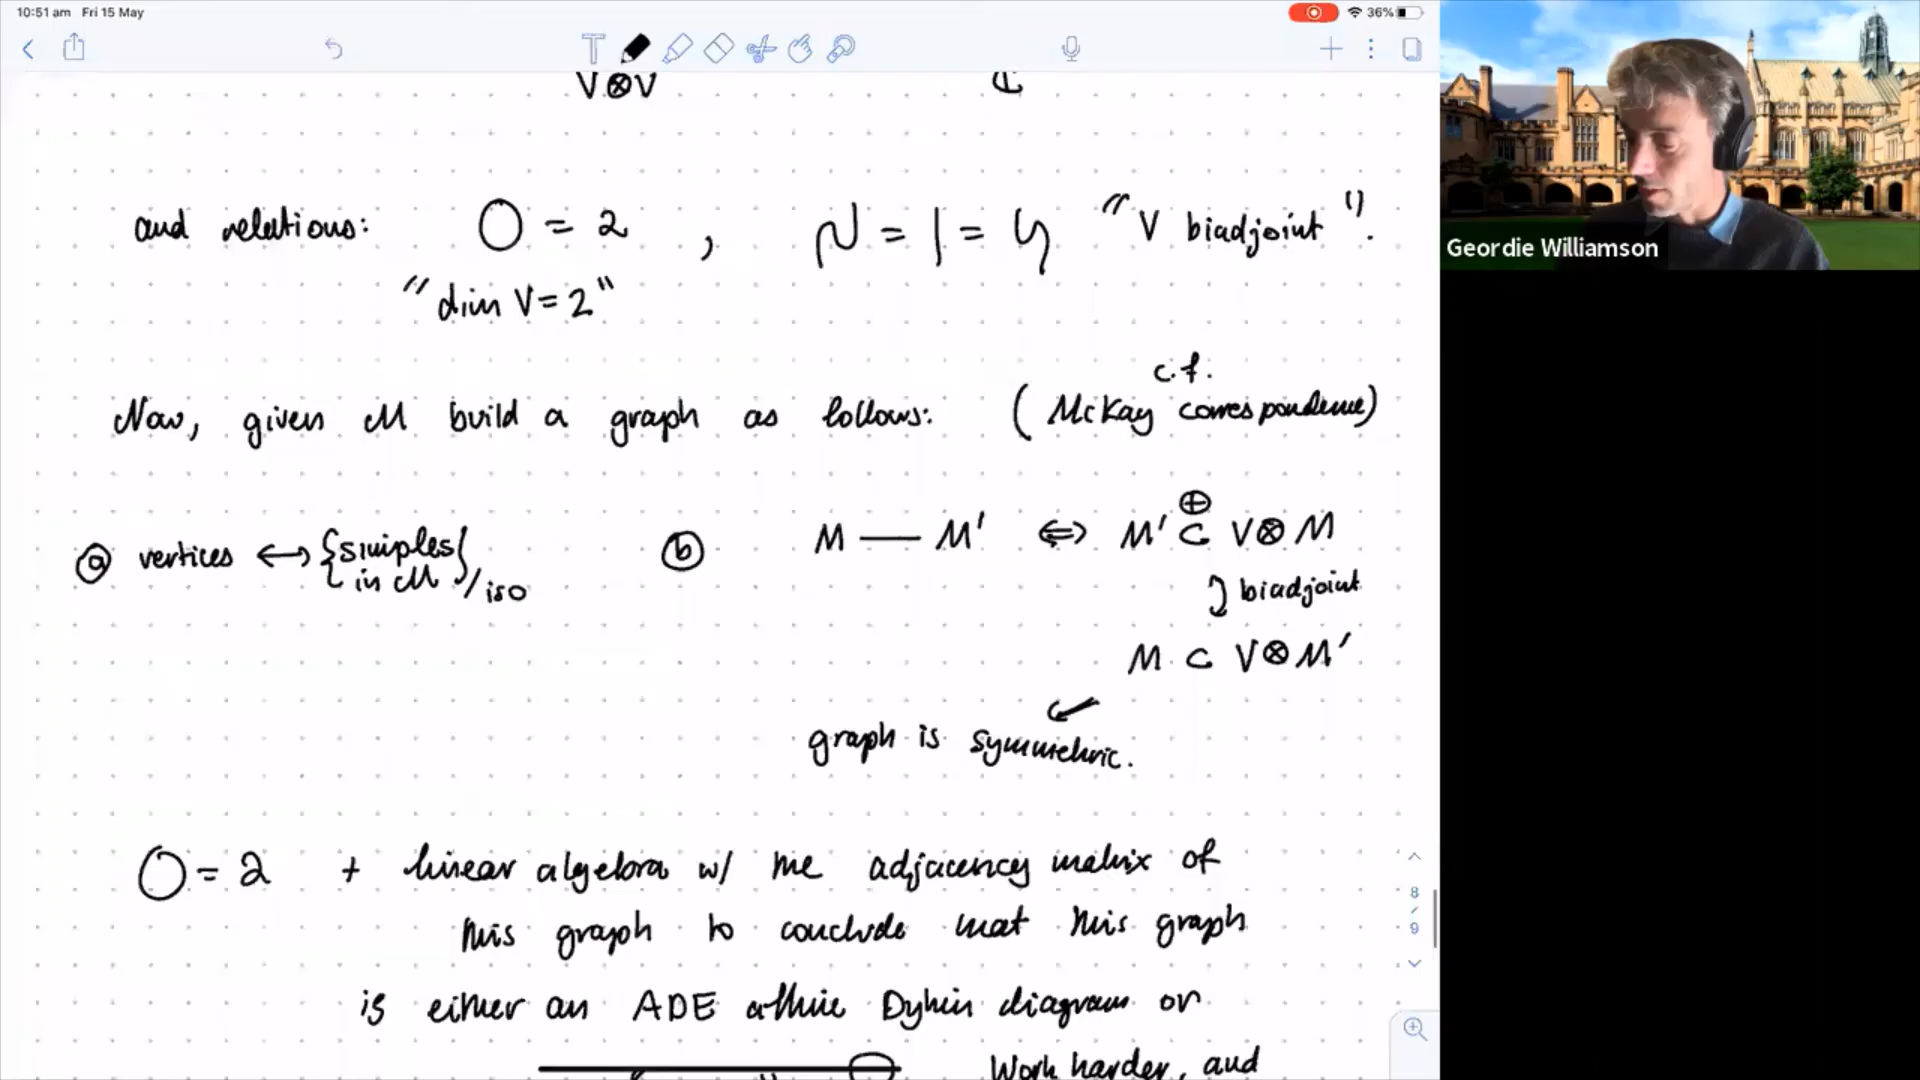 10:51 am Fri 15 May
36%
V⊗V
and relations: O = 2 , = | = "V biadjoint".
"dim V = 2"
Now, given M build a graph as follows: (c.f. McKay correspondence)
ⓐ vertices ↔ {simples in M}/iso
ⓑ M — M' ⇔ M' ⊂⊕ V⊗M
biadjoint
M ⊂ V⊗M'
graph is symmetric.
O = 2 + linear algebra w/ the adjacency matrix of
this graph to conclude that this graph
is either an ADE affine Dynkin diagram or
Work harder, and
8/9
Geordie Williamson